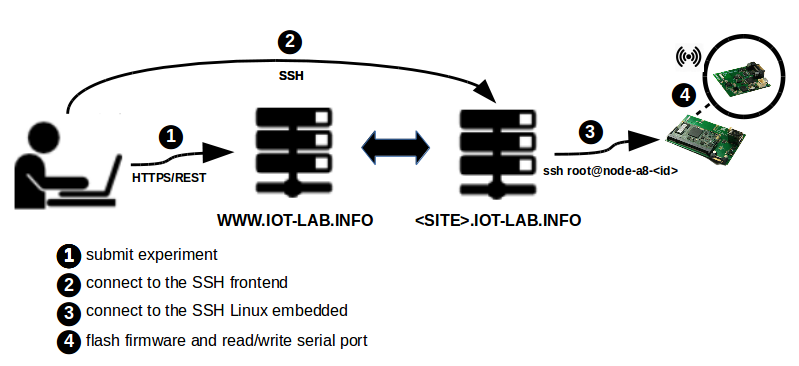 2
SSH
4
1
3
HTTPS/REST
ssh root@node-a8-<id>
WWW.IOT-LAB.INFO
<SITE>.IOT-LAB.INFO
1 submit experiment
2 connect to the SSH frontend
3 connect to the SSH Linux embedded
4 flash firmware and read/write serial port